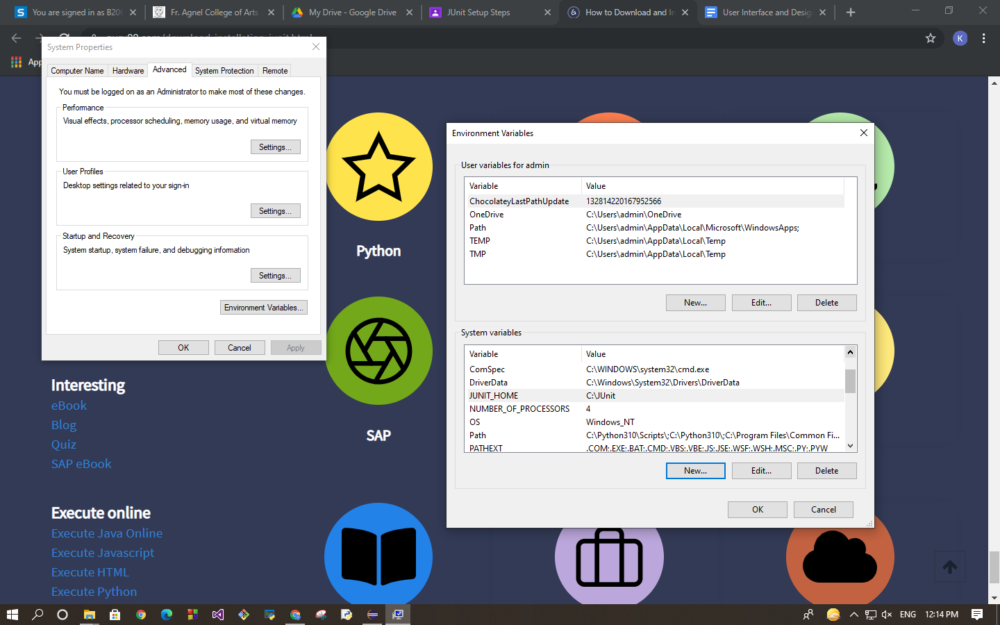 You are signed in as B20
Fr. Agnel College of Arts
My Drive - Google Drive
JUnit Setup Steps
How to Download and In
User Interface and Desig
K
App
System Properties
Computer Name
Hardware
Advanced
System Protection
Remote
You must be logged on as an Administrator to make most of these changes.
Performance
Visual effects, processor scheduling, memory usage, and virtual memory
Settings...
User Profiles
Desktop settings related to your sign-in
Settings...
Startup and Recovery
System startup, system failure, and debugging information
Settings...
Environment Variables...
OK
Cancel
Apply
Environment Variables
User variables for admin
Variable Value
ChocolateyLastPathUpdate 132814220167952566
OneDrive C:\Users\admin\OneDrive
Path C:\Users\admin\AppData\Local\Microsoft\WindowsApps;
TEMP C:\Users\admin\AppData\Local\Temp
TMP C:\Users\admin\AppData\Local\Temp
New... Edit... Delete
System variables
Variable Value
ComSpec C:\WINDOWS\system32\cmd.exe
DriverData C:\Windows\System32\Drivers\DriverData
JUNIT_HOME C:\JUnit
NUMBER_OF_PROCESSORS 4
OS Windows_NT
Path C:\Python310\Scripts\;C:\Python310\;C:\Program Files\Common Fi...
PATHEXT .COM;.EXE;.BAT;.CMD;.VBS;.VBE;.JS;.JSE;.WSF;.WSH;.MSC;.PY;.PYW
New... Edit... Delete
OK Cancel
Python
SAP
Interesting
eBook
Blog
Quiz
SAP eBook
Execute online
Execute Java Online
Execute Javascript
Execute HTML
Execute Python
ENG
12:14 PM